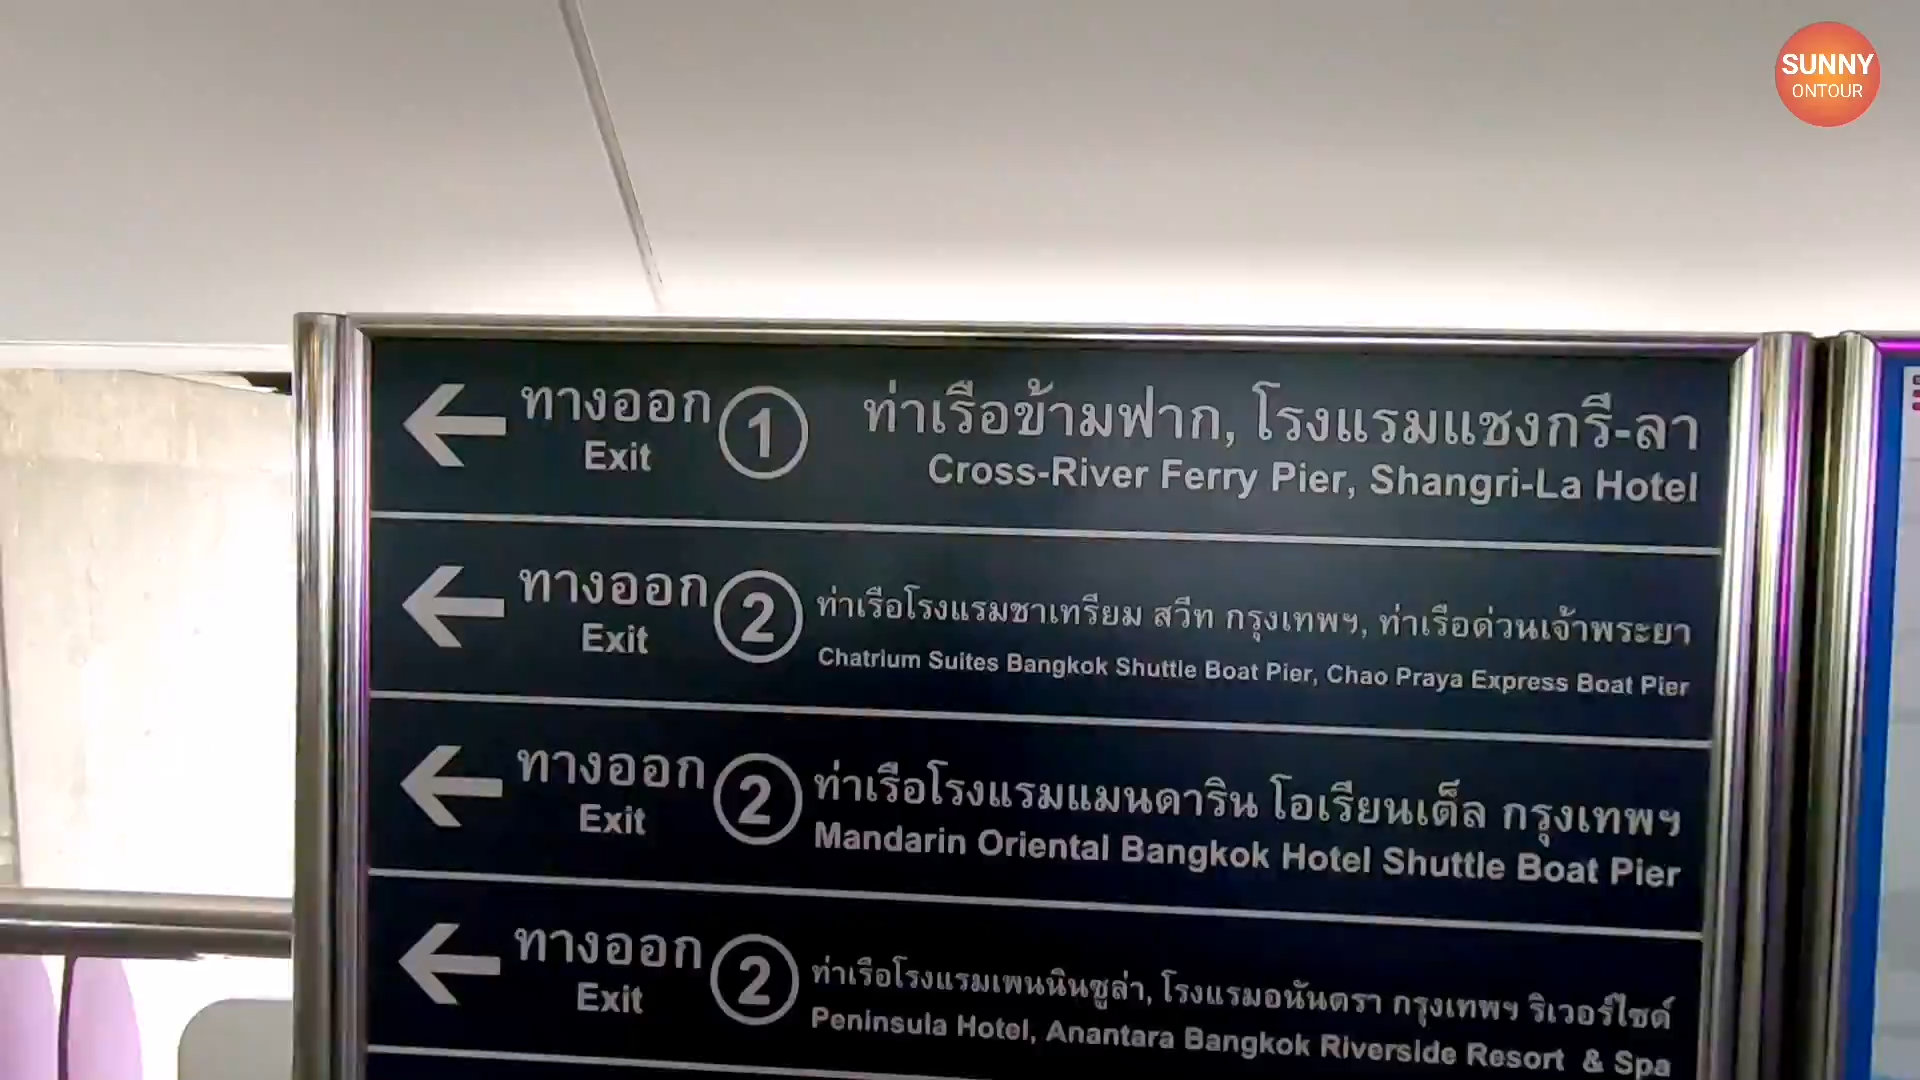 SUNNY
ONTOUR
ทางออก
Exit
1
ท่าเรือข้ามฟาก, โรงแรมแชงกรี-ลา
Cross-River Ferry Pier, Shangri-La Hotel
ทางออก
Exit
2
ท่าเรือโรงแรมชาเทรียม สวีท กรุงเทพฯ, ท่าเรือด่วนเจ้าพระยา
Chatrium Suites Bangkok Shuttle Boat Pier, Chao Praya Express Boat Pier
ทางออก
Exit
2
ท่าเรือโรงแรมแมนดาริน โอเรียนเต็ล กรุงเทพฯ
Mandarin Oriental Bangkok Hotel Shuttle Boat Pier
ทางออก
Exit
2
ท่าเรือโรงแรมเพนนินซูล่า, โรงแรมอนันตรา กรุงเทพฯ ริเวอร์ไซด์
Peninsula Hotel, Anantara Bangkok Riverside Resort & Spa